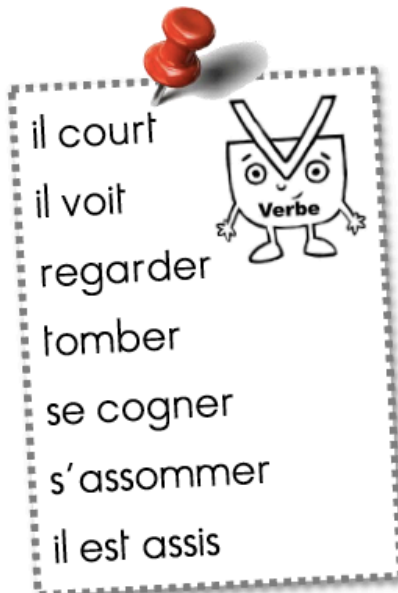 il court
il voit
Verbe
regarder
tomber
se cogner
s'assommer
il est assis